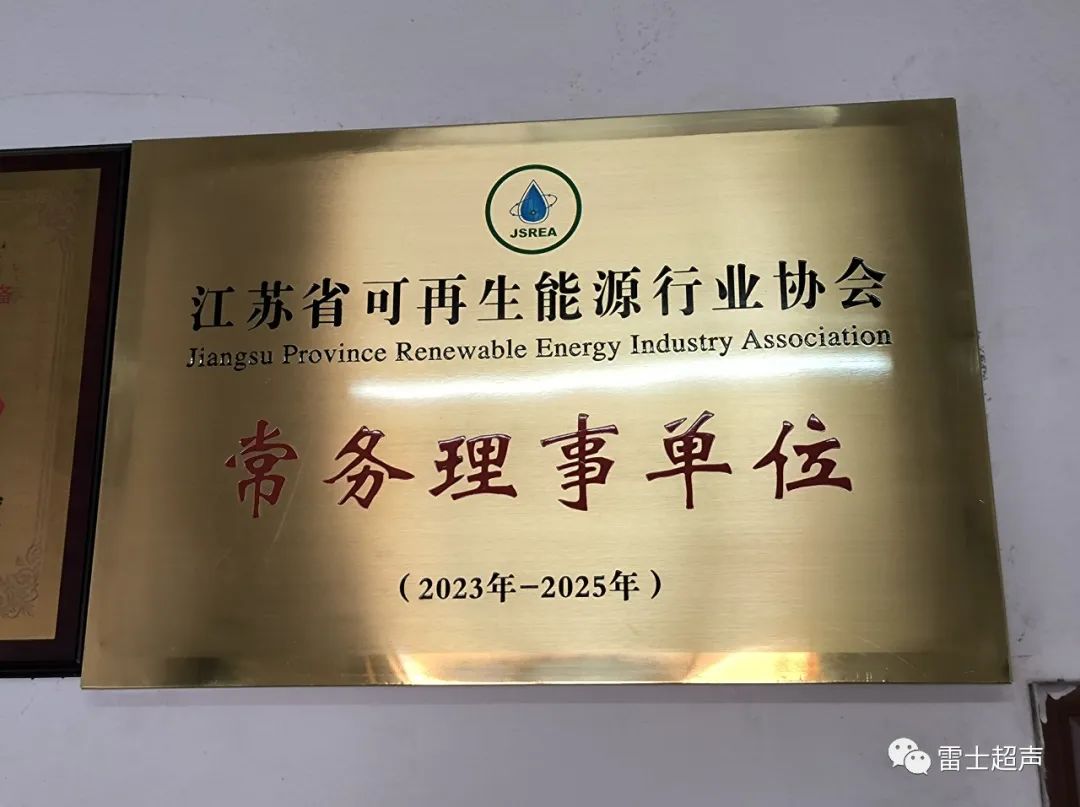 JSREA
江苏省可再生能源行业协会
Jiangsu Province Renewable Energy Industry Association
常务理事单位
（2023年-2025年）
雷士超声